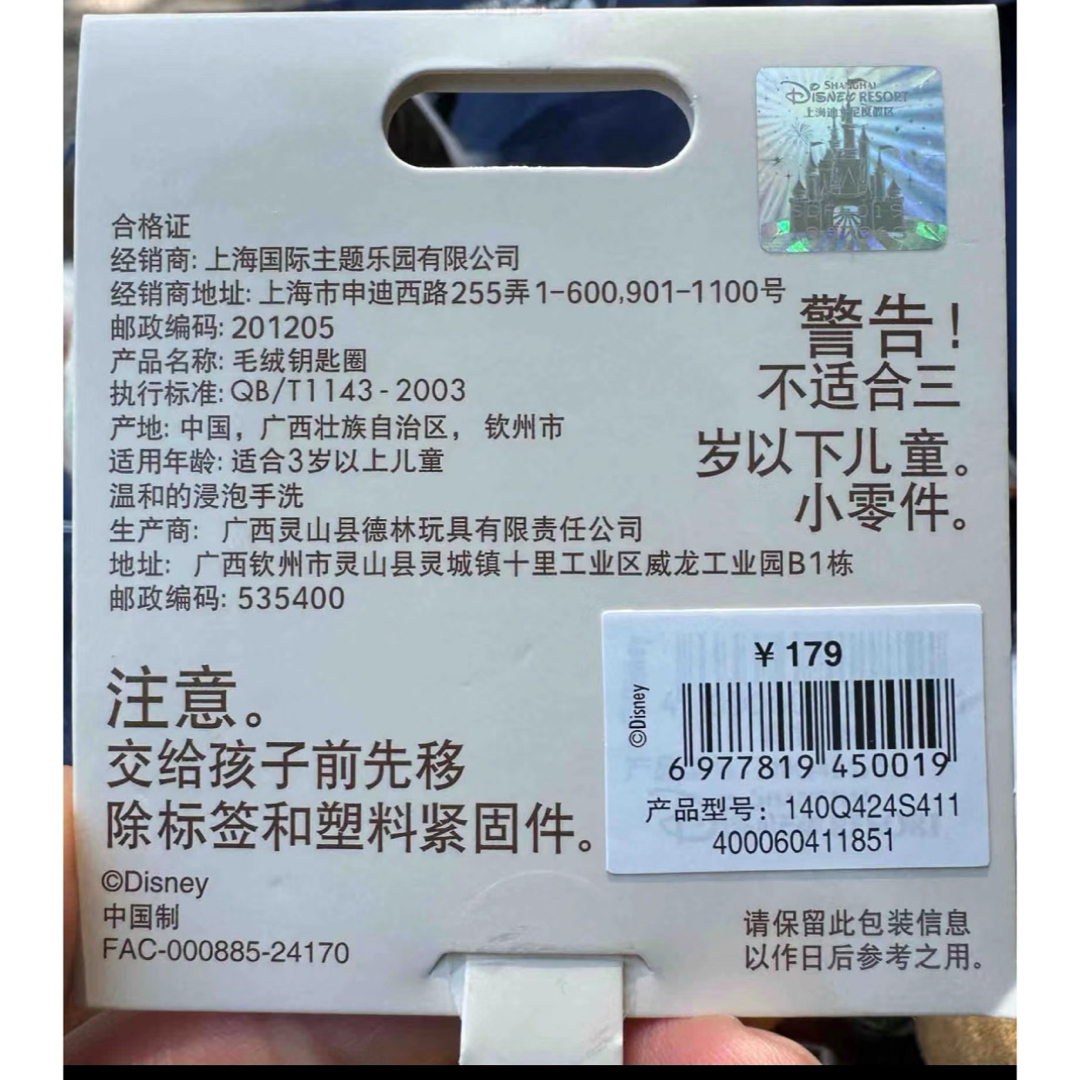 SHANGHAI
DISNEY RESORT
上海迪士尼度假区
合格证
经销商: 上海国际主题乐园有限公司
经销商地址: 上海市申迪西路255弄1-600,901-1100号
邮政编码: 201205
产品名称: 毛绒钥匙圈
执行标准: QB/T1143-2003
产地: 中国，广西壮族自治区， 钦州市
适用年龄: 适合3岁以上儿童
温和的浸泡手洗
生产商: 广西灵山县德林玩具有限责任公司
地址: 广西钦州市灵山县灵城镇十里工业区威龙工业园B1栋
邮政编码: 535400
警告!
不适合三
岁以下儿童。
小零件。
注意。
交给孩子前先移
除标签和塑料紧固件。
©Disney
中国制
FAC-000885-24170
¥ 179
©Disney
6 977819 450019
产品型号: 140Q424S411
400060411851
请保留此包装信息
以作日后参考之用。